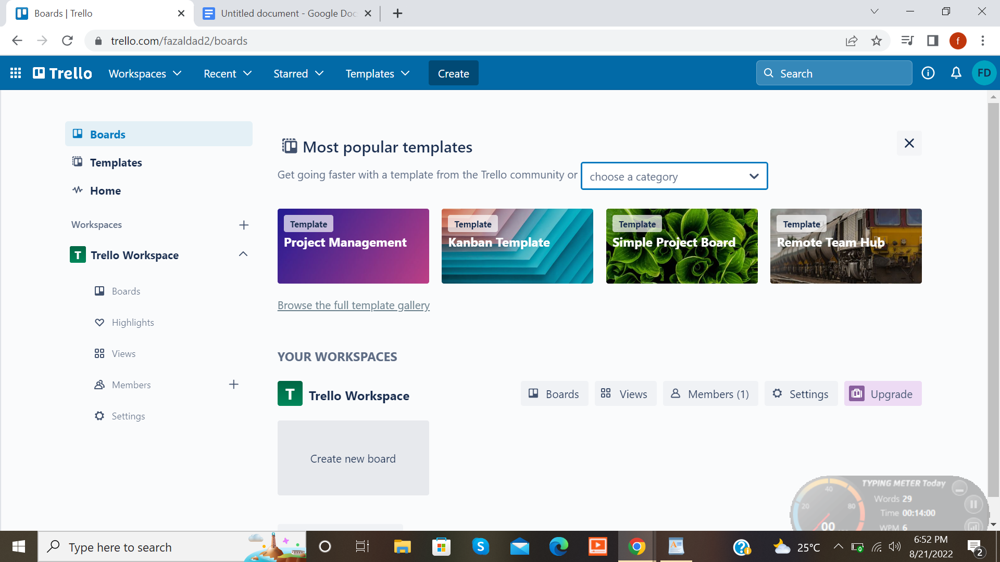 Boards | Trello
Untitled document - Google Doc
trello.com/fazaldad2/boards
f
Trello
Workspaces
Recent
Starred
Templates
Create
Search
FD
Boards
Templates
Home
Workspaces
T Trello Workspace
Boards
Highlights
Views
Members
Settings
Most popular templates
Get going faster with a template from the Trello community or choose a category
Template
Project Management
Template
Kanban Template
Template
Simple Project Board
Template
Remote Team Hub
Browse the full template gallery
YOUR WORKSPACES
T Trello Workspace
Boards
Views
Members (1)
Settings
Upgrade
Create new board
TYPING METER Today
Words 29
Time 00:14:00
WPM 6
20
40
80
00
Type here to search
25°C
6:52 PM
8/21/2022
2